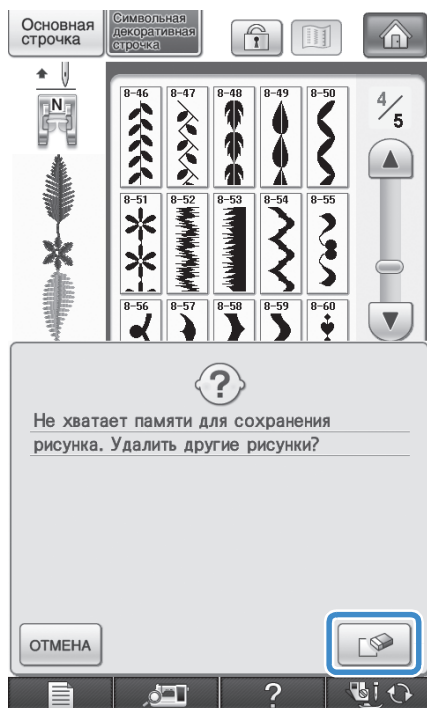 Основная
строчка
Символьная
декоративная
строчка
N
8-46 8-47 8-48 8-49 8-50
4/5
8-51 8-52 8-53 8-54 8-55
8-56 8-57 8-58 8-59 8-60
?
Не хватает памяти для сохранения
рисунка. Удалить другие рисунки?
ОТМЕНА
?